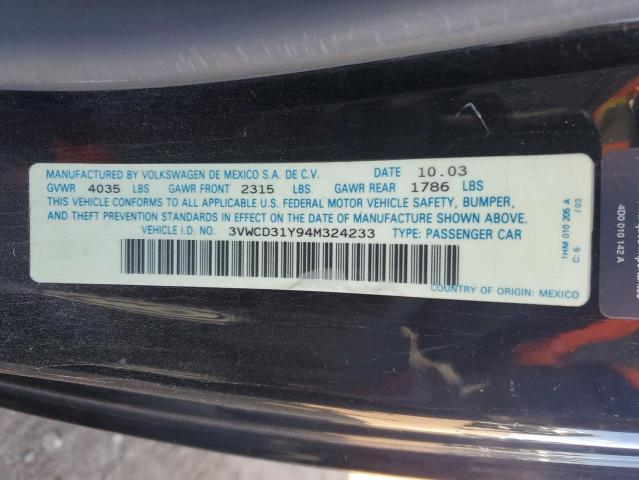 MANUFACTURED BY VOLKSWAGEN DE MEXICO S.A. DE C.V. DATE 10.03
GVWR 4035 LBS GAWR FRONT 2315 LBS GAWR REAR 1786 LBS
THIS VEHICLE CONFORMS TO ALL APPLICABLE U.S. FEDERAL MOTOR VEHICLE SAFETY, BUMPER,
AND THEFT PREVENTION STANDARDS IN EFFECT ON THE DATE OF MANUFACTURE SHOWN ABOVE.
VEHICLE I.D. NO. 3VWCD31Y94M324233 TYPE: PASSENGER CAR
COUNTRY OF ORIGIN: MEXICO
1HM 010 205 A
C: 6 / 03
4D0 010 142 A